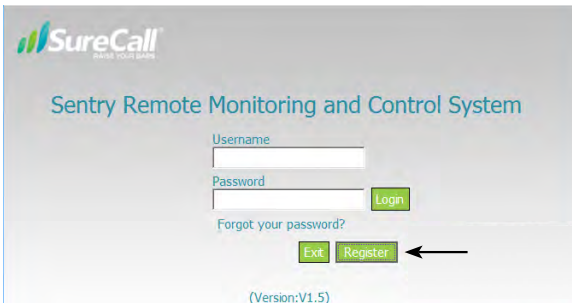 SureCall
RAISE YOUR BARS
Sentry Remote Monitoring and Control System
Username
Password
Login
Forgot your password?
Exit Register
(Version:V1.5)